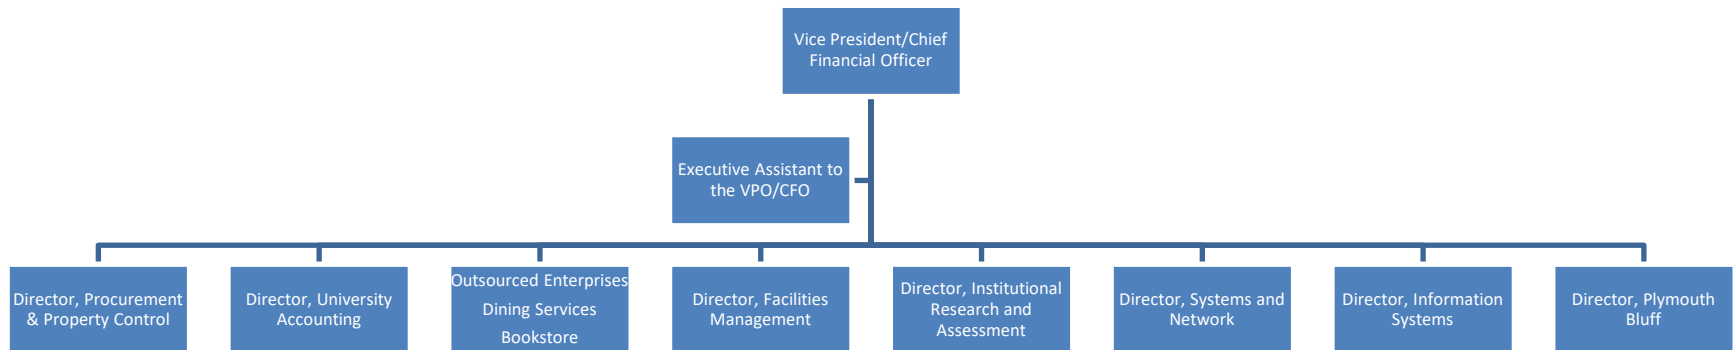 Vice President/Chief
Financial Officer
Executive Assistant to
the VPO/CFO
Director, Procurement
& Property Control
Director, University
Accounting
Outsourced Enterprises
Dining Services
Bookstore
Director, Facilities
Management
Director, Institutional
Research and
Assessment
Director, Systems and
Network
Director, Information
Systems
Director, Plymouth
Bluff